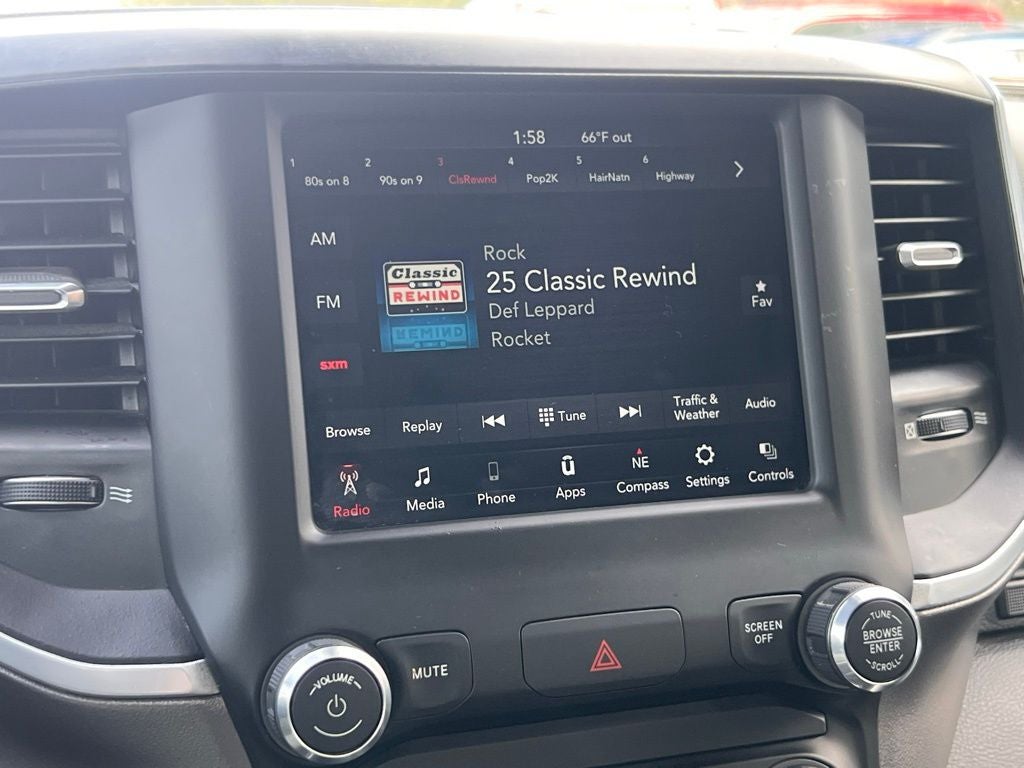 1:58 66°F out
1 80s on 8 2 90s on 9 3 ClsRewnd 4 Pop2K 5 HairNatn 6 Highway
AM
FM
sxm
Classic
REWIND
Rock
25 Classic Rewind
Def Leppard
Rocket
Fav
Browse Replay Tune Traffic &
Weather Audio
Radio Media Phone Apps NE
Compass Settings Controls
VOLUME
MUTE
SCREEN
OFF
TUNE
BROWSE
ENTER
SCROLL